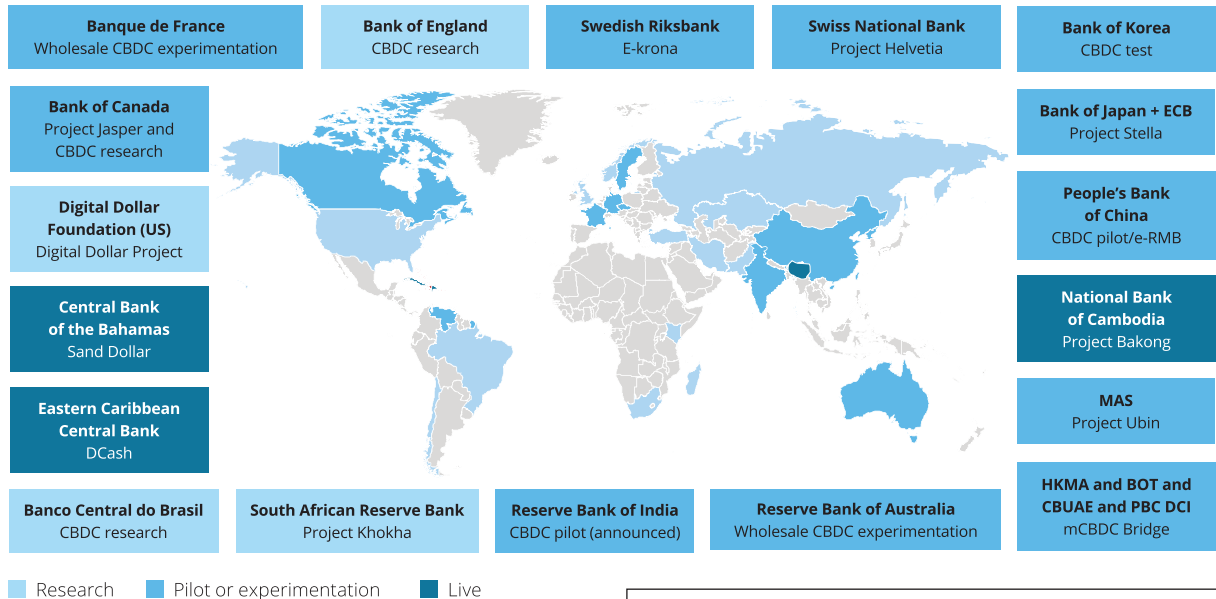 Banque de France
Wholesale CBDC experimentation
Bank of England
CBDC research
Swedish Riksbank
E-krona
Swiss National Bank
Project Helvetia
Bank of Korea
CBDC test
Bank of Canada
Project Jasper and
CBDC research
Bank of Japan + ECB
Project Stella
Digital Dollar
Foundation (US)
Digital Dollar Project
People’s Bank
of China
CBDC pilot/e-RMB
Central Bank
of the Bahamas
Sand Dollar
National Bank
of Cambodia
Project Bakong
Eastern Caribbean
Central Bank
DCash
MAS
Project Ubin
Banco Central do Brasil
CBDC research
South African Reserve Bank
Project Khokha
Reserve Bank of India
CBDC pilot (announced)
Reserve Bank of Australia
Wholesale CBDC experimentation
HKMA and BOT and
CBUAE and PBC DCI
mCBDC Bridge
Research
Pilot or experimentation
Live